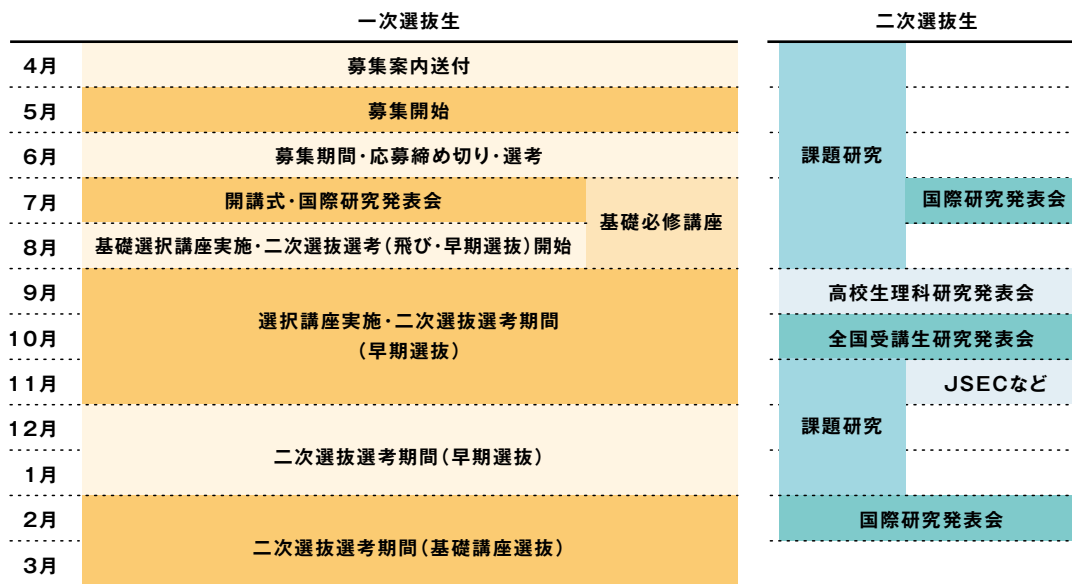 一次選抜生
二次選抜生
4月
募集案内送付
5月
募集開始
6月
募集期間・応募締め切り・選考
課題研究
7月
開講式・国際研究発表会
基礎必修講座
国際研究発表会
8月
基礎選択講座実施・二次選抜選考(飛び・早期選抜)開始
9月
高校生理科研究発表会
選択講座実施・二次選抜選考期間
(早期選抜)
10月
全国受講生研究発表会
11月
JSECなど
12月
課題研究
二次選抜選考期間(早期選抜)
1月
2月
国際研究発表会
二次選抜選考期間(基礎講座選抜)
3月